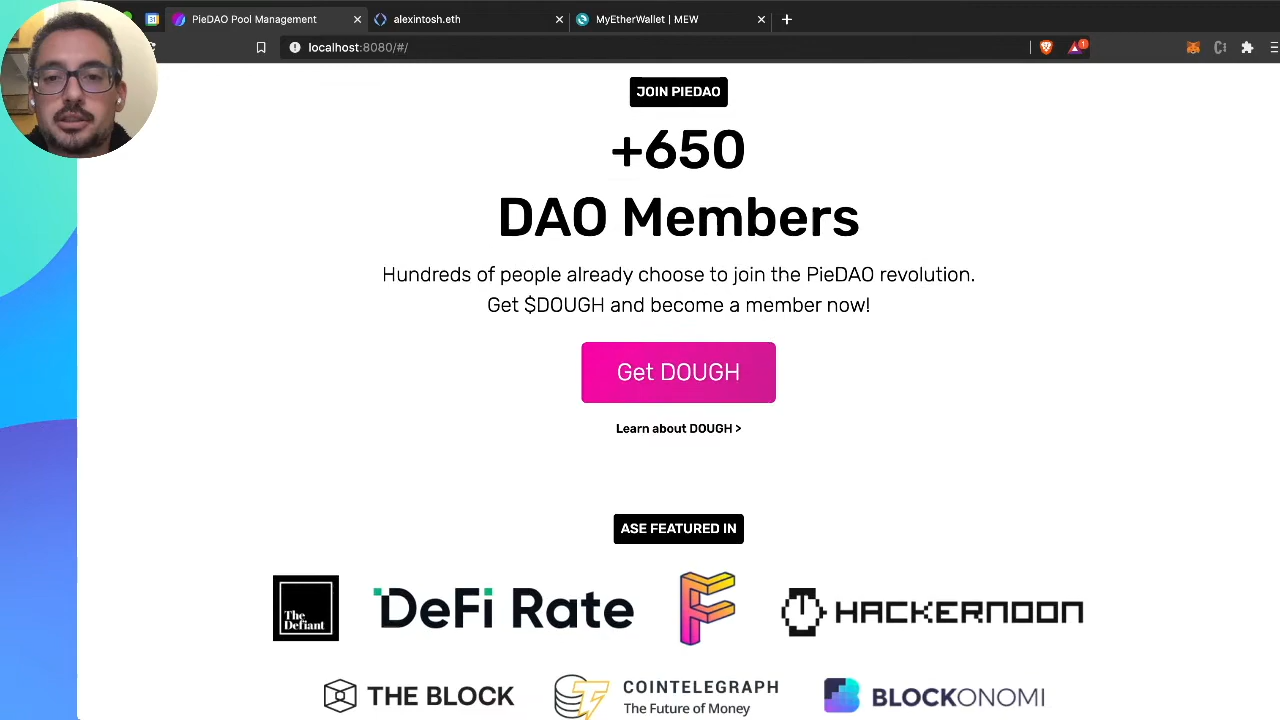 PieDAO Pool Management
alexintosh.eth
MyEtherWallet | MEW
localhost:8080/#/
1
31
JOIN PIEDAO
+650
DAO Members
Hundreds of people already choose to join the PieDAO revolution.
Get $DOUGH and become a member now!
Get DOUGH
Learn about DOUGH >
ASE FEATURED IN
The Defiant
DeFi Rate
F
HACKERNOON
THE BLOCK
COINTELEGRAPH
The Future of Money
BLOCKONOMI